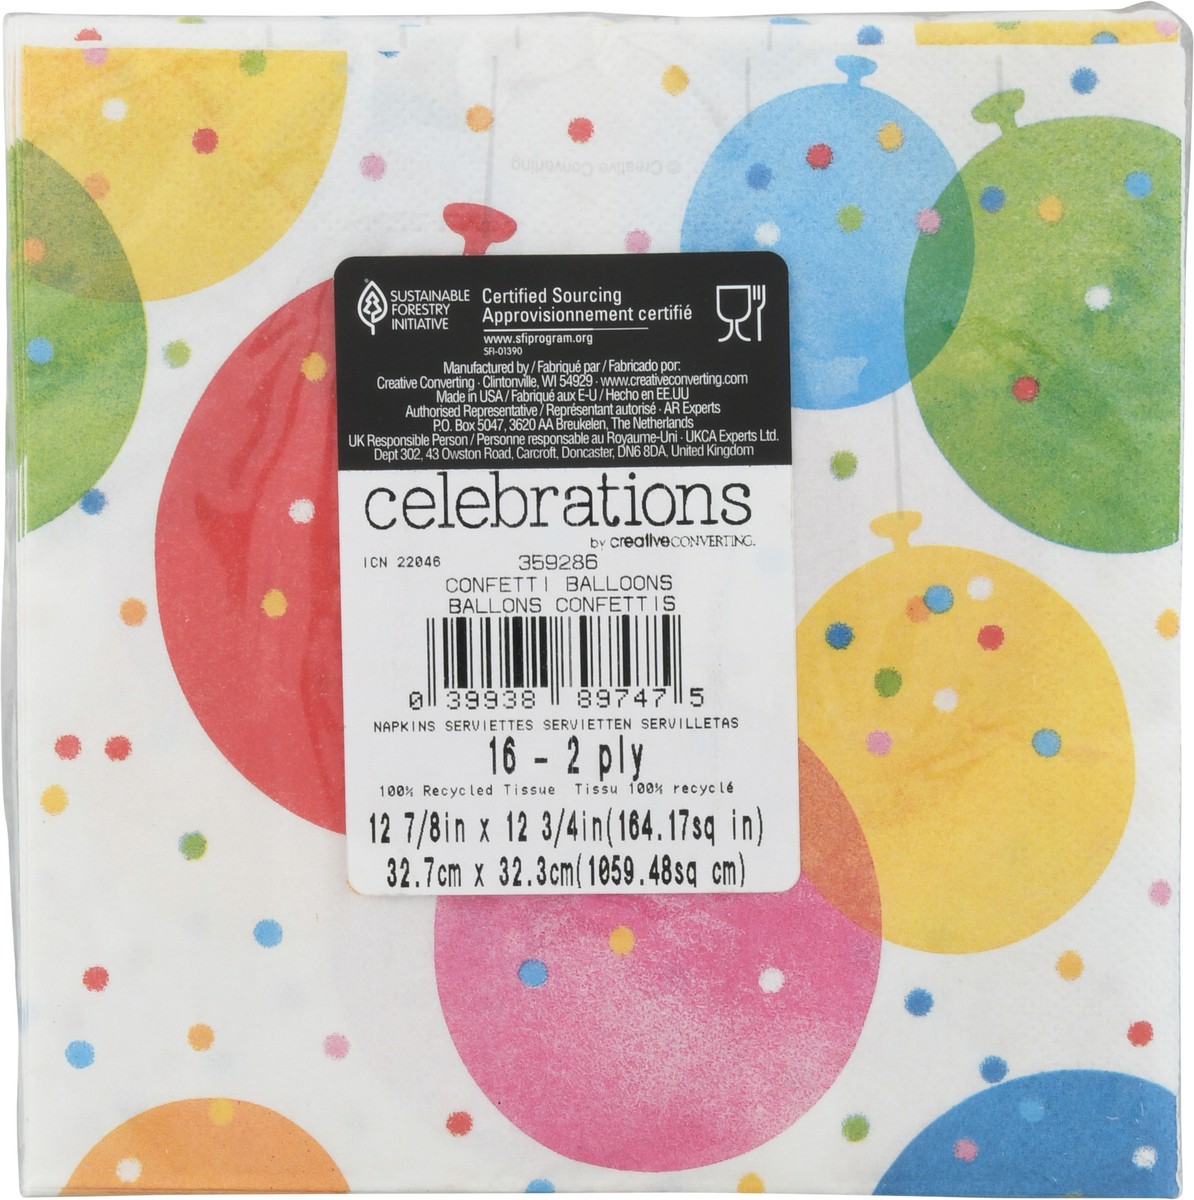 © Creative Converting
SUSTAINABLE
FORESTRY
INITIATIVE
Certified Sourcing
Approvisionnement certifié
www.sfiprogram.org
SFI-01390
Manufactured by / Fabriqué par / Fabricado por:
Creative Converting · Clintonville, WI 54929 · www.creativeconverting.com
Made in USA / Fabriqué aux E-U / Hecho en EE.UU
Authorised Representative / Représentant autorisé · AR Experts
P.O. Box 5047, 3620 AA Breukelen, The Netherlands
UK Responsible Person / Personne responsable au Royaume-Uni · UKCA Experts Ltd.
Dept 302, 43 Owston Road, Carcroft, Doncaster, DN6 8DA, United Kingdom
celebrations
by creativeCONVERTING.
ICN 22046 359286
CONFETTI BALLOONS
BALLONS CONFETTIS
0 39938 89747 5
NAPKINS SERVIETTES SERVIETTEN SERVILLETAS
16 - 2 ply
100% Recycled Tissue Tissu 100% recyclé
12 7/8in x 12 3/4in(164.17sq in)
32.7cm x 32.3cm(1059.48sq cm)